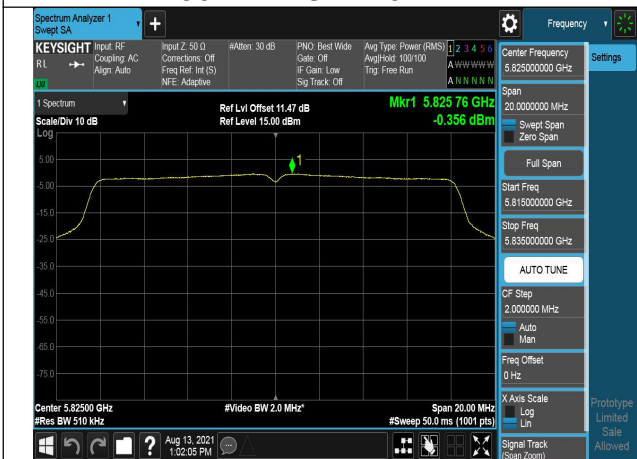 Spectrum Analyzer 1
Swept SA
Frequency
KEYSIGHT
RL
Input: RF
Coupling: AC
Align: Auto
Input Z: 50 Ω
Corrections: Off
Freq Ref: Int (S)
NFE: Adaptive
#Atten: 30 dB
PNO: Best Wide
Gate: Off
IF Gain: Low
Sig Track: Off
Avg Type: Power (RMS)
Avg|Hold: 100/100
Trig: Free Run
1 2 3 4 5 6
A W W W W W
A N N N N N
1 Spectrum
Scale/Div 10 dB
Log
Ref Lvl Offset 11.47 dB
Ref Level 15.00 dBm
Mkr1 5.825 76 GHz
-0.356 dBm
1
5.00
-5.00
-15.0
-25.0
-35.0
-45.0
-55.0
-65.0
-75.0
Center 5.82500 GHz
#Res BW 510 kHz
#Video BW 2.0 MHz*
Span 20.00 MHz
#Sweep 50.0 ms (1001 pts)
Aug 13, 2021
1:02:05 PM
Center Frequency
5.825000000 GHz
Settings
Span
20.0000000 MHz
Swept Span
Zero Span
Full Span
Start Freq
5.815000000 GHz
Stop Freq
5.835000000 GHz
AUTO TUNE
CF Step
2.000000 MHz
Auto
Man
Freq Offset
0 Hz
X Axis Scale
Log
Lin
Signal Track
(Span Zoom)
Prototype
Limited
Sale
Allowed